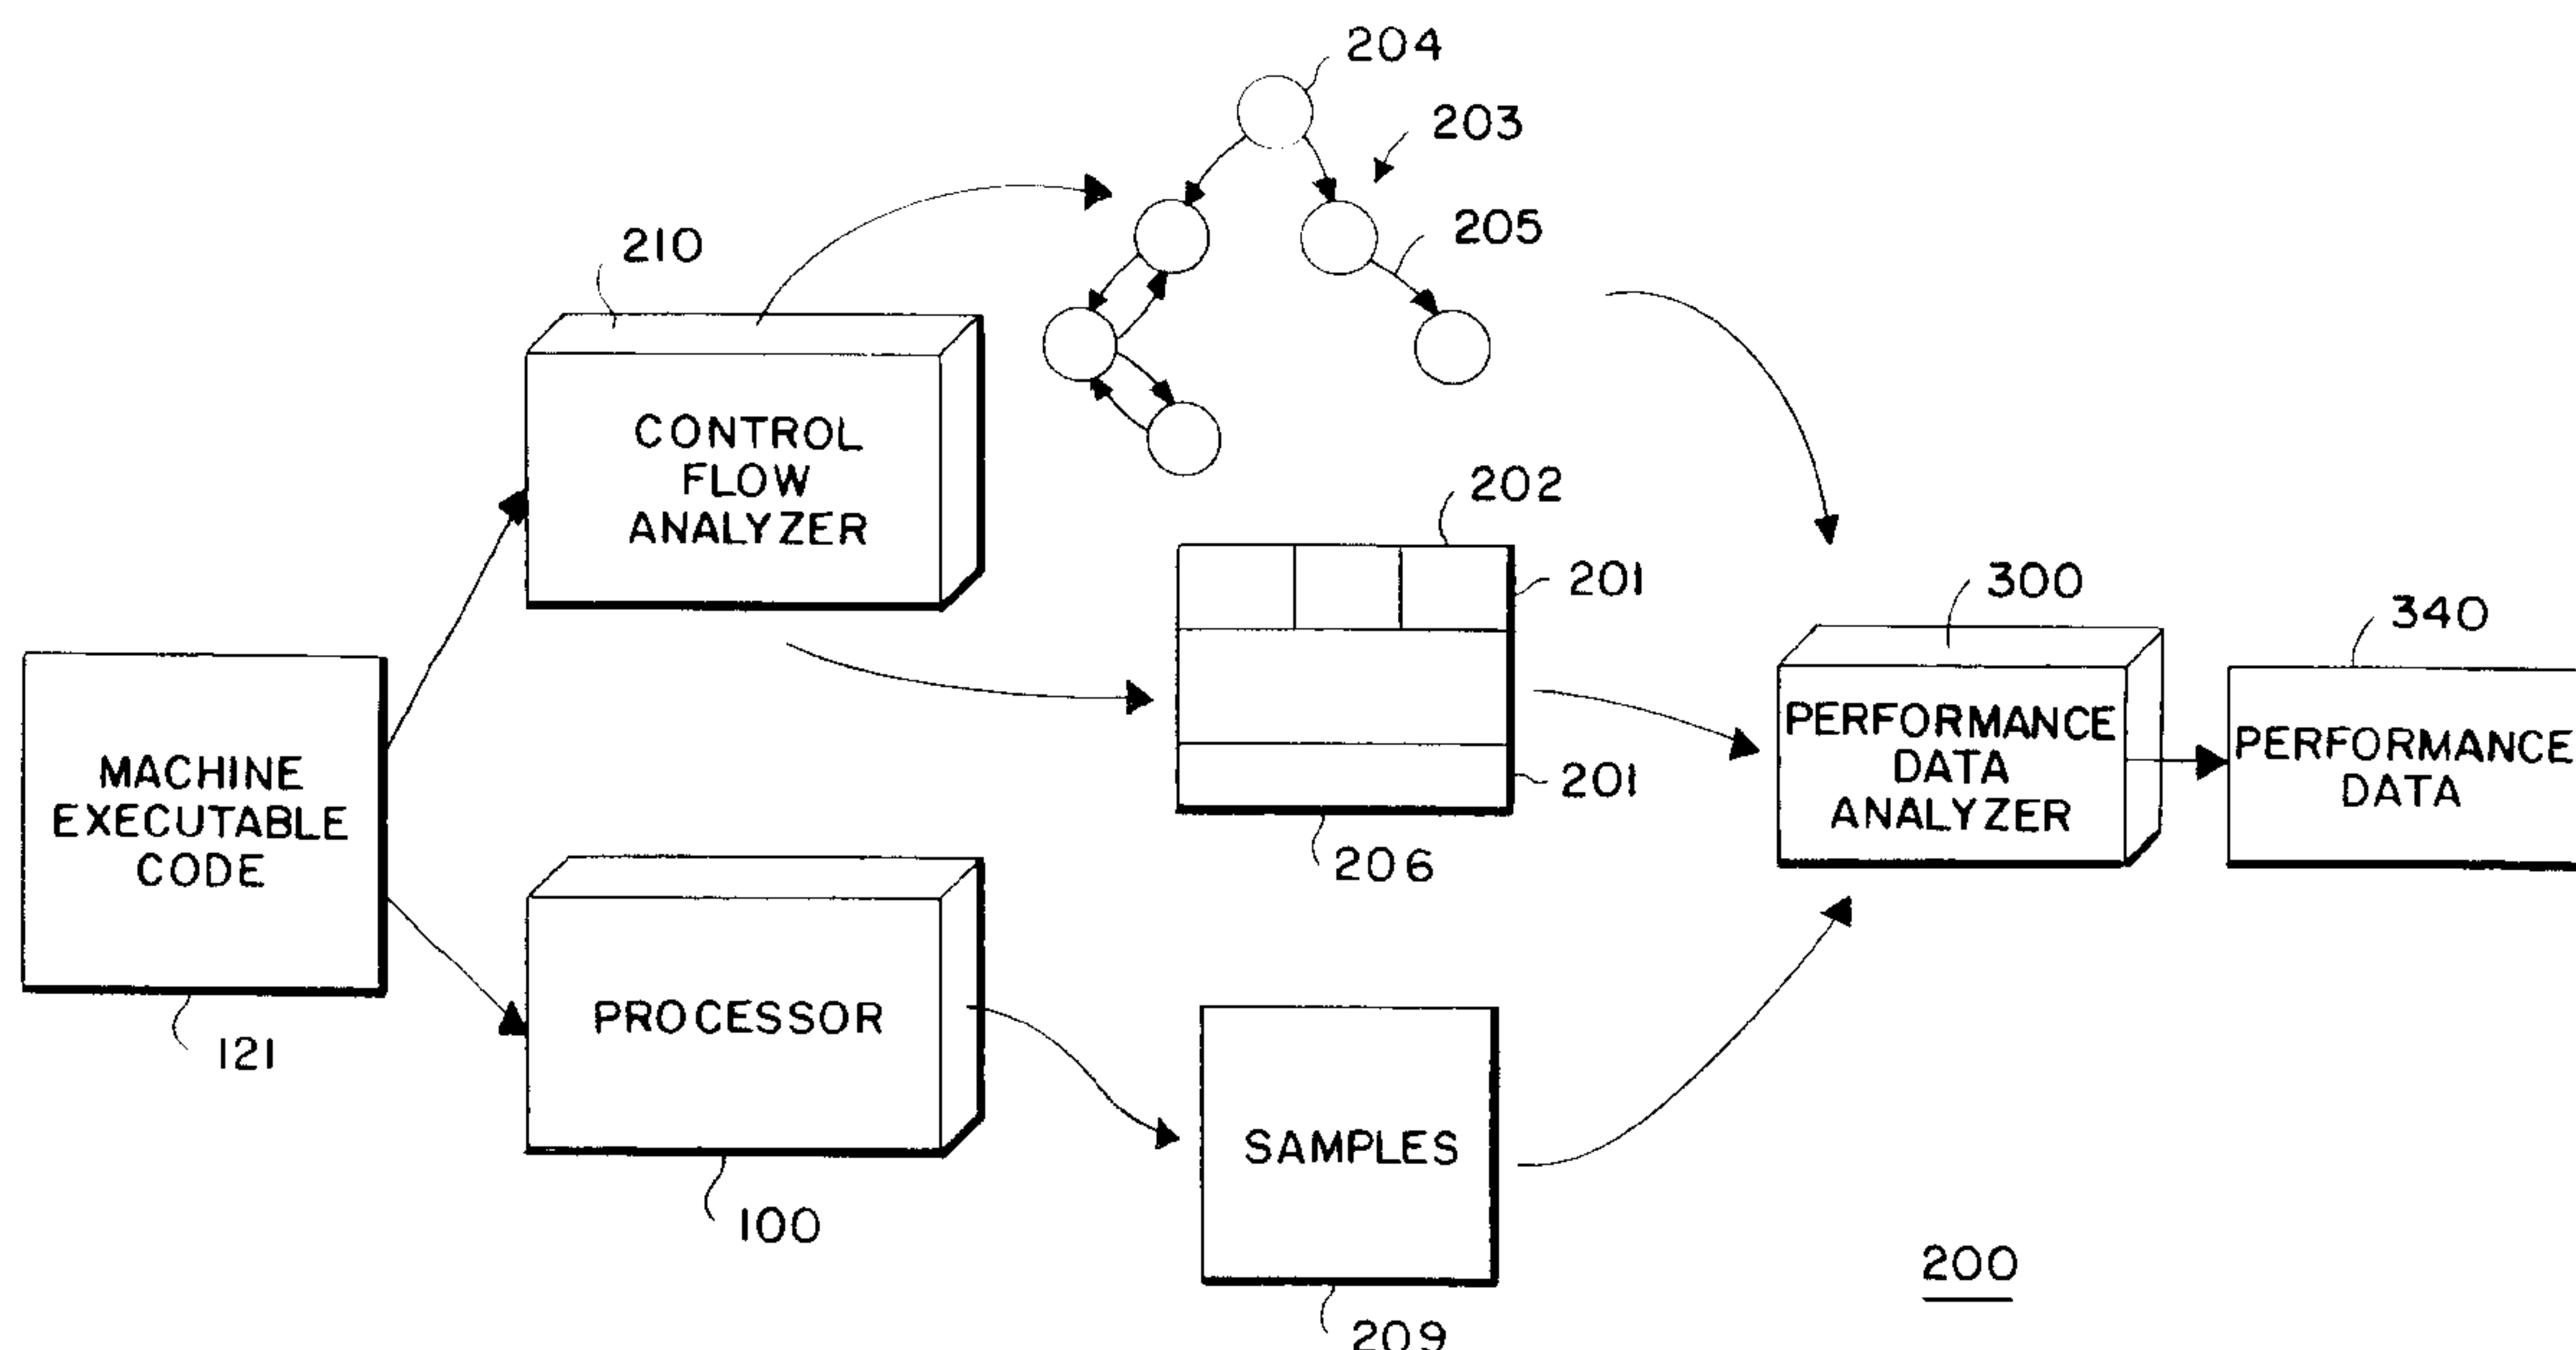 204
203
205
210
CONTROL
FLOW
ANALYZER
202
201
300
340
MACHINE
EXECUTABLE
CODE
201
206
PERFORMANCE
DATA
ANALYZER
PERFORMANCE
DATA
121
PROCESSOR
100
SAMPLES
209
200